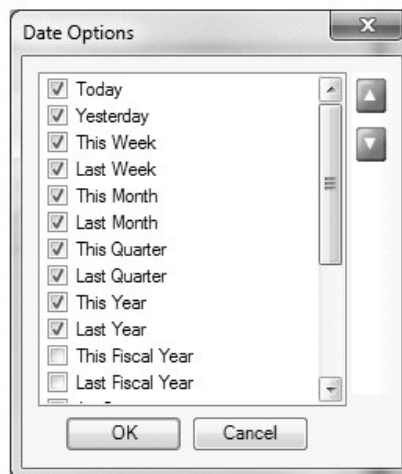 Date Options
Today
Yesterday
This Week
Last Week
This Month
Last Month
This Quarter
Last Quarter
This Year
Last Year
This Fiscal Year
Last Fiscal Year
OK
Cancel